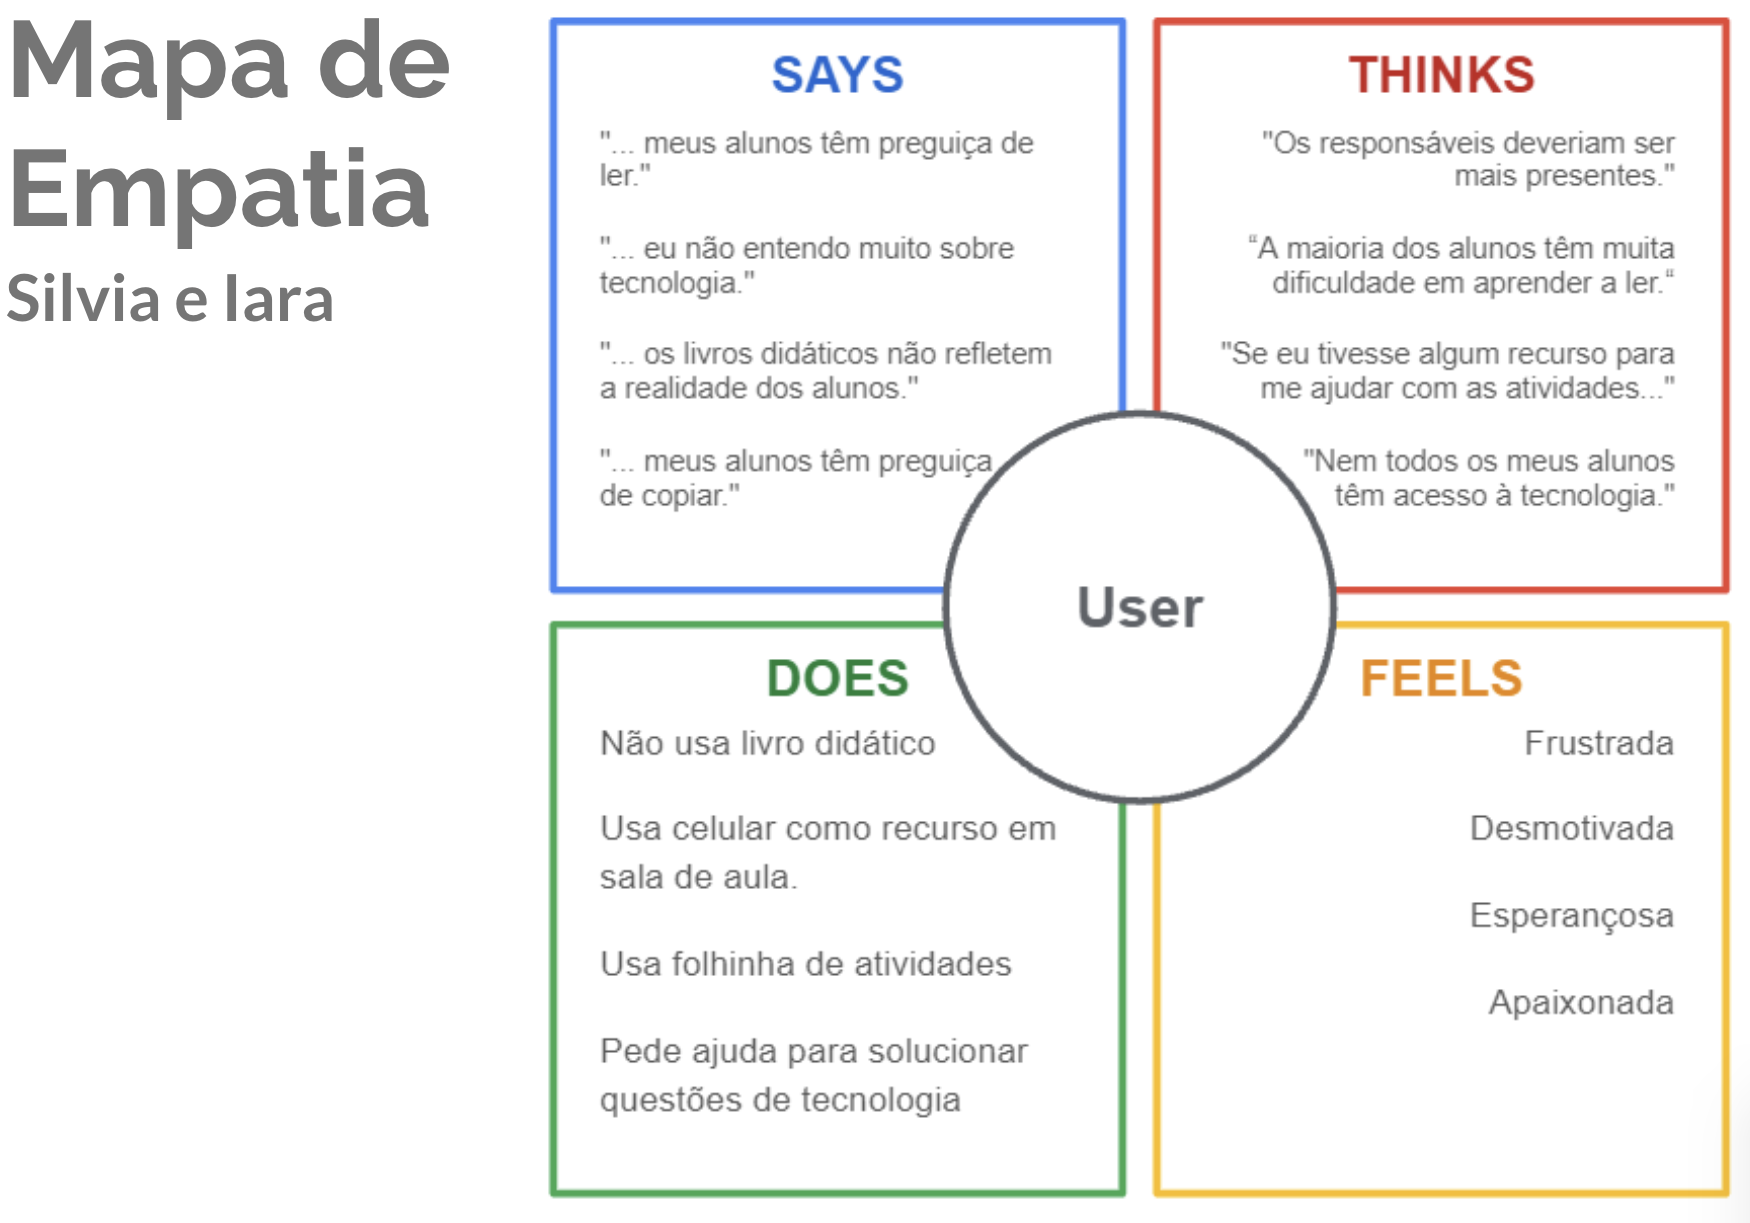 Mapa de
Empatia
Silvia e Iara
SAYS
"... meus alunos têm preguiça de
ler."
"... eu não entendo muito sobre
tecnologia."
"... os livros didáticos não refletem
a realidade dos alunos."
"... meus alunos têm preguiça
de copiar."
THINKS
"Os responsáveis deveriam ser
mais presentes."
“A maioria dos alunos têm muita
dificuldade em aprender a ler.“
"Se eu tivesse algum recurso para
me ajudar com as atividades..."
"Nem todos os meus alunos
têm acesso à tecnologia."
User
DOES
Não usa livro didático
Usa celular como recurso em
sala de aula.
Usa folhinha de atividades
Pede ajuda para solucionar
questões de tecnologia
FEELS
Frustrada
Desmotivada
Esperançosa
Apaixonada